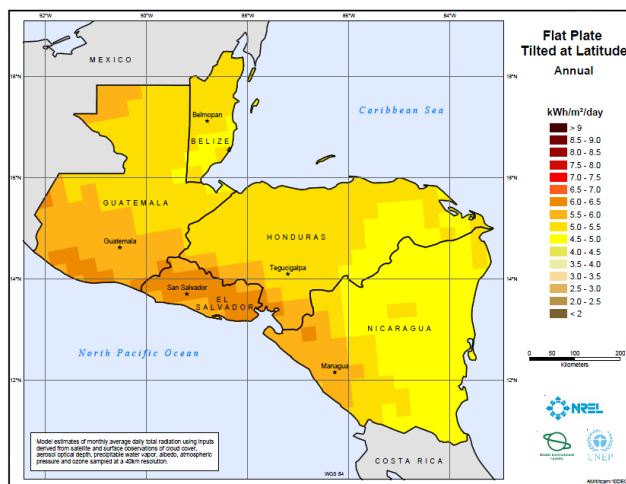 92°W
90°W
88°W
86°W
84°W
MEXICO
18°N
Caribbean Sea
Belmopan
BELIZE
16°N
GUATEMALA
Guatemala
HONDURAS
14°N
Tegucigalpa
San Salvador
EL
SALVADOR
NICARAGUA
North Pacific Ocean
Managua
12°N
COSTA RICA
Model estimates of monthly average daily total radiation using inputs
derived from satellite and surface observations of cloud cover,
aerosol optical depth, precipitable water vapor, albedo, atmospheric
pressure and ozone sampled at a 40km resolution.
WGS 84
Flat Plate
Tilted at Latitude
Annual
kWh/m²/day
> 9
8.5 - 9.0
8.0 - 8.5
7.5 - 8.0
7.0 - 7.5
6.5 - 7.0
6.0 - 6.5
5.5 - 6.0
5.0 - 5.5
4.5 - 5.0
4.0 - 4.5
3.5 - 4.0
3.0 - 3.5
2.5 - 3.0
2.0 - 2.5
< 2
0 50 100 200
Kilometers
NREL
UNEP